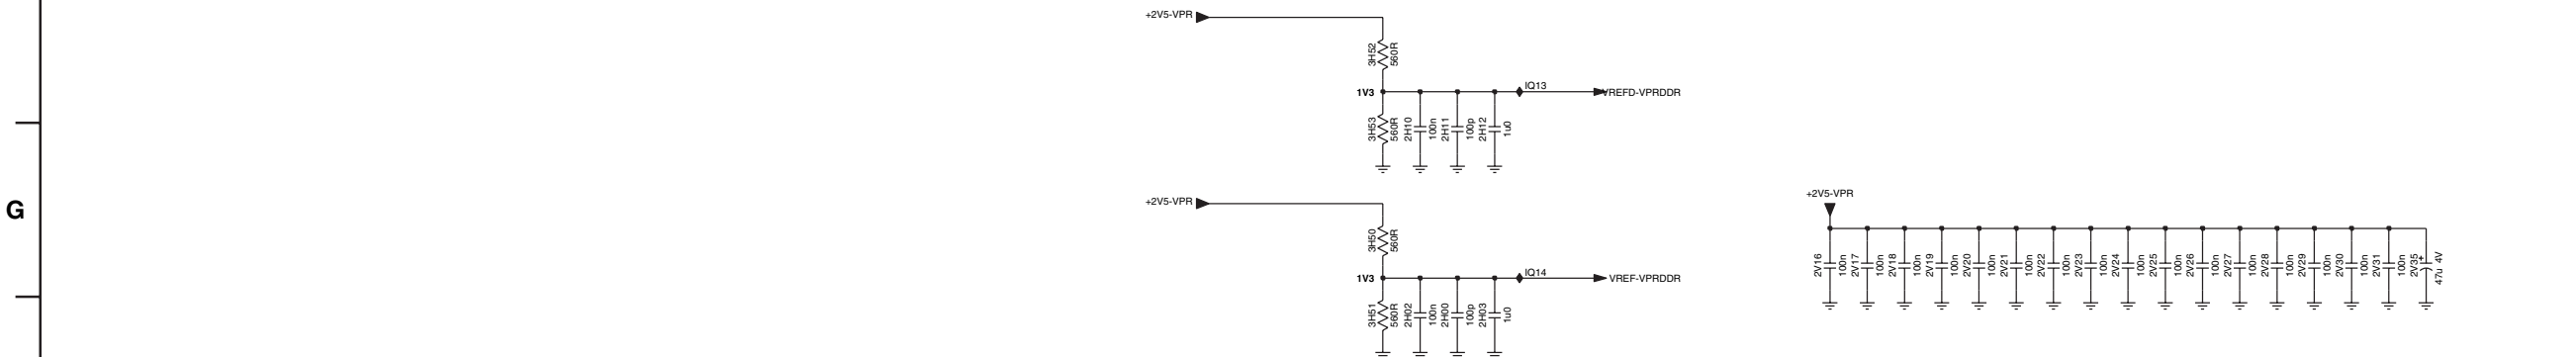 +2V5-VPR
3H52
560R
1V3
IQ13
VREFD-VPRDDR
3H53
560R
2H10
100n
2H11
100p
2H12
1u0
G
+2V5-VPR
3H50
560R
1V3
IQ14
VREF-VPRDDR
3H51
560R
2H02
100n
2H00
100p
2H03
1u0
+2V5-VPR
2V16
100n
2V17
100n
2V18
100n
2V19
100n
2V20
100n
2V21
100n
2V22
100n
2V23
100n
2V24
100n
2V25
100n
2V26
100n
2V27
100n
2V28
100n
2V29
100n
2V30
100n
2V31
100n
2V35
+
47u 4V